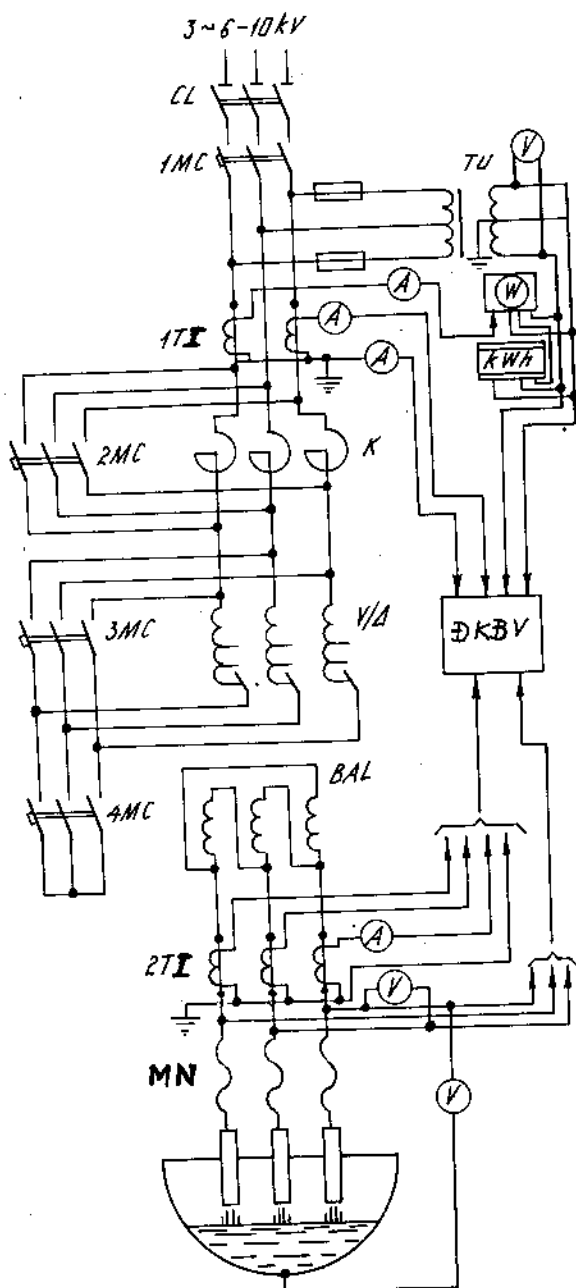 3 ~ 6-10kV
CL
1MC
TU
V
A
W
1TI
A
A
kWh
2MC
K
3MC
Y/Δ
ĐKBV
BAL
4MC
A
2TI
V
MN
V